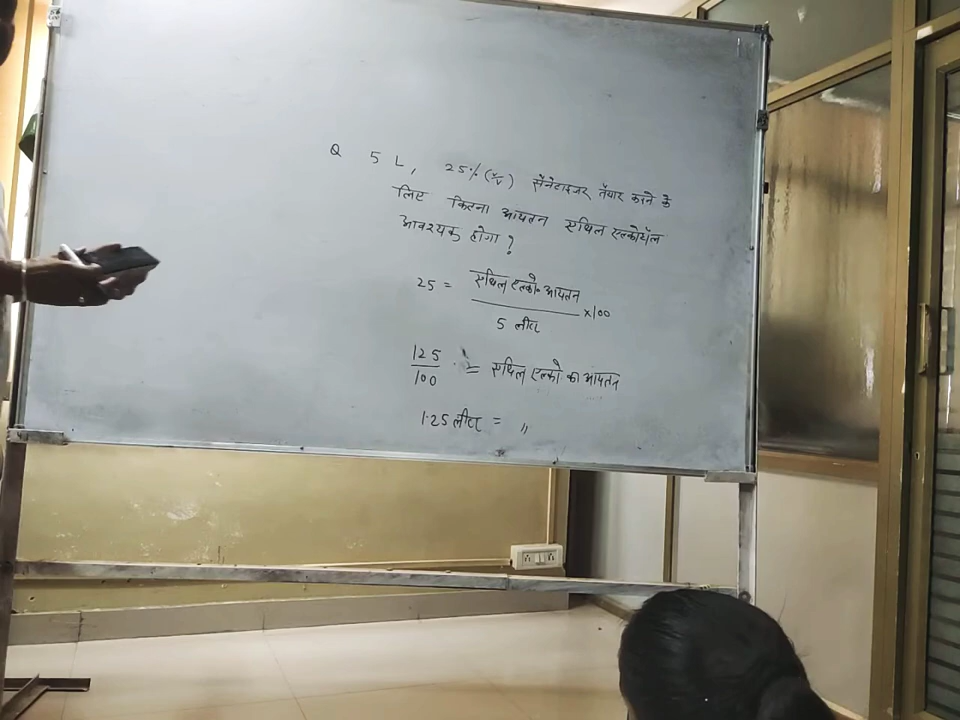 Q 5 L, 25% (v/v) सेनेटाइजर तैयार करने के
लिए कितना आयतन एथिल एल्कोहॉल
आवश्यक होगा ?
25 = एथिल एल्को॰ आयतन / 5 लीटर ×100
125/100 = एथिल एल्को का आयतन
1.25 लीटर = "